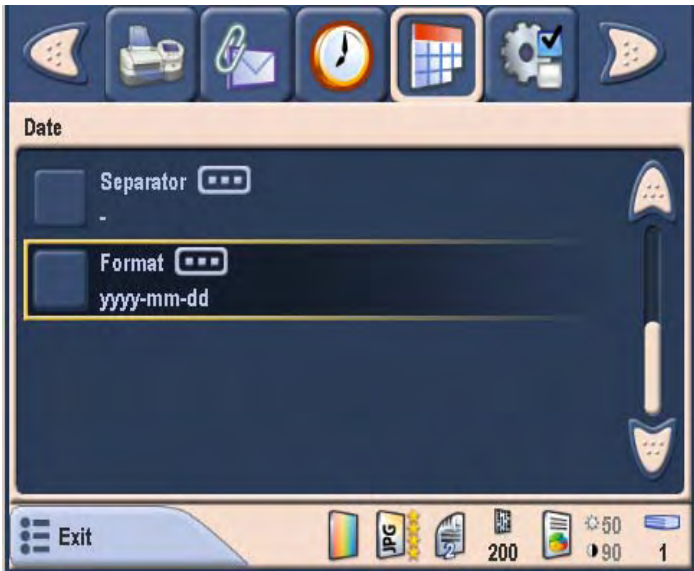 Date
Separator
-
Format
yyyy-mm-dd
Exit
JPG
2
200
50
90
1